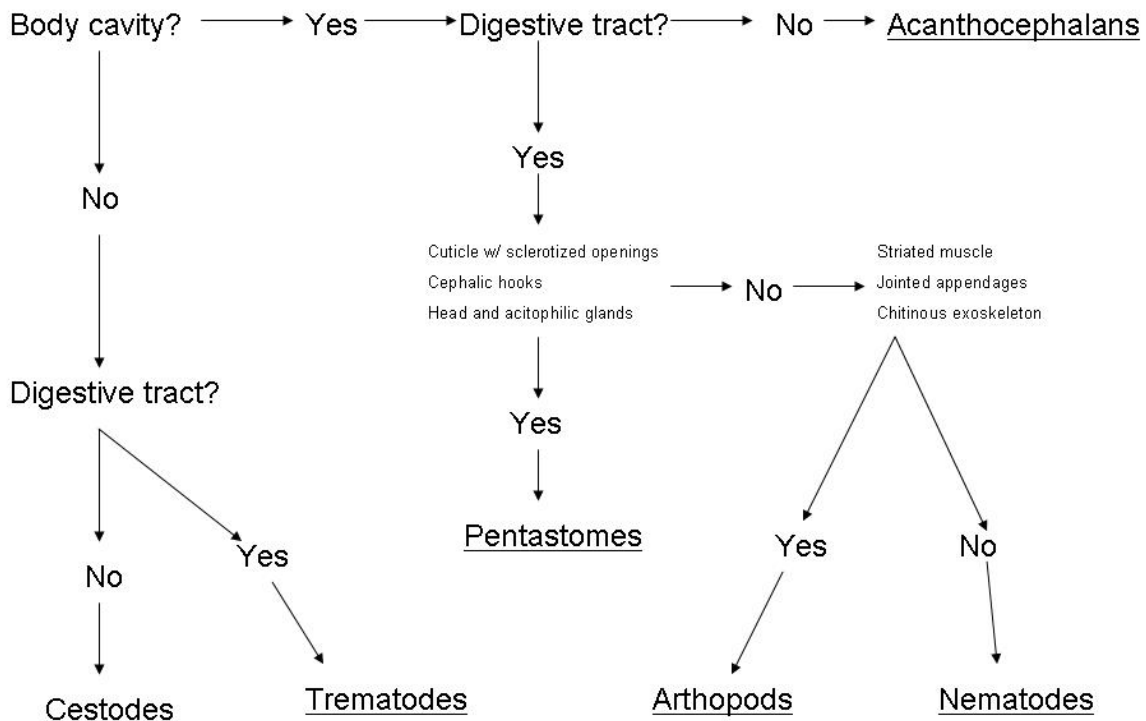 Body cavity? Yes Digestive tract? No Acanthocephalans
Yes
No
Cuticle w/ sclerotized openings
Cephalic hooks
Head and acitophilic glands
No
Striated muscle
Jointed appendages
Chitinous exoskeleton
Digestive tract?
Yes
Pentastomes
Yes
No
No
Yes
Cestodes
Trematodes
Arthopods
Nematodes